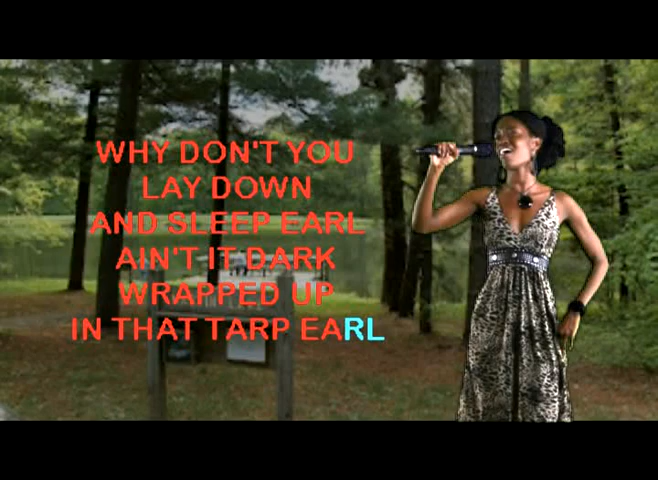 WHY DON'T YOU
LAY DOWN
AND SLEEP EARL
AIN'T IT DARK
WRAPPED UP
IN THAT TARP EARL